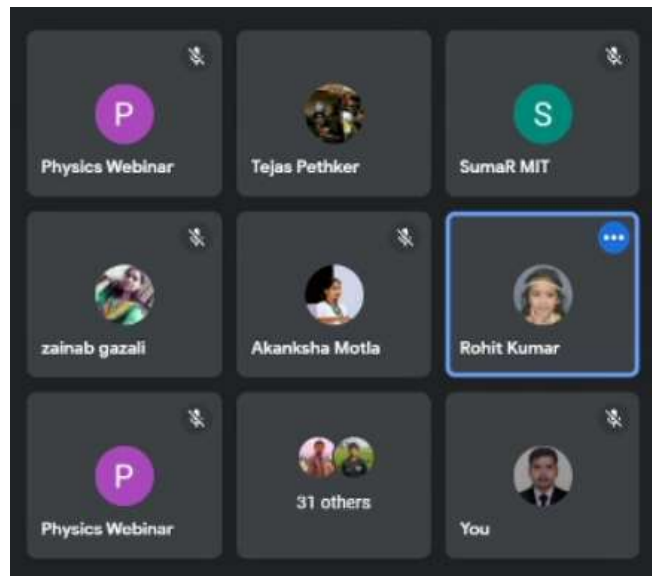 P
Physics Webinar
Tejas Pethker
S
SumaR MIT
zainab gazali
Akanksha Motla
Rohit Kumar
P
Physics Webinar
31 others
You